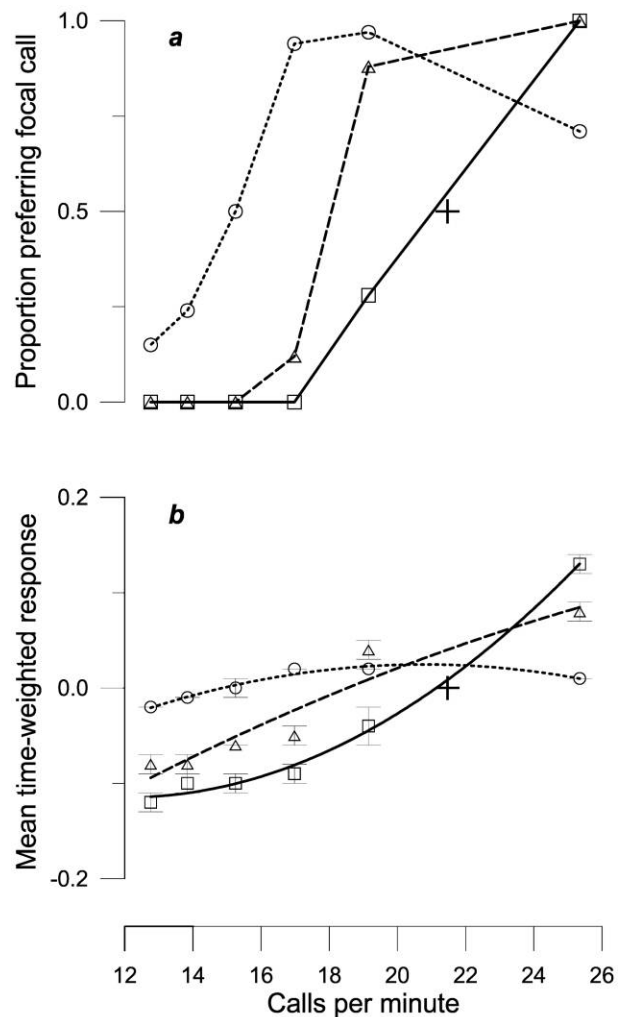 a
1.0
0.5
0.0
Proportion preferring focal call
b
0.2
0.0
-0.2
Mean time-weighted response
12 14 16 18 20 22 24 26
Calls per minute